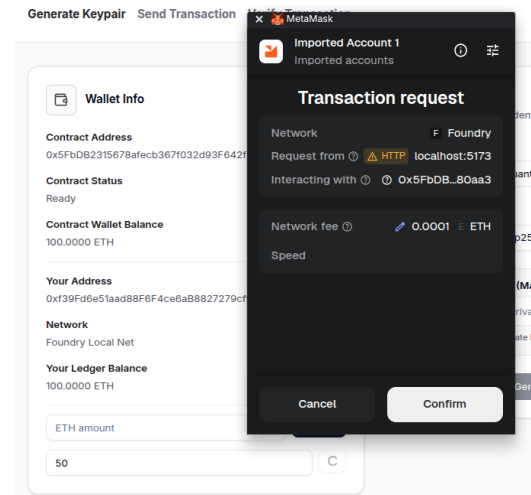 Generate Keypair Send Transaction
MetaMask
Imported Account 1
Imported accounts
Transaction request
Network F Foundry
Request from HTTP localhost:5173
Interacting with 0x5FbDB...80aa3
Network fee 0.0001 E ETH
Speed
Cancel Confirm
Wallet Info
Contract Address
0x5FbDB2315678afecb367f032d93F642f
Contract Status
Ready
Contract Wallet Balance
100.0000 ETH
Your Address
0xf39Fd6e51aad88F6F4ce6aB8827279cf
Network
Foundry Local Net
Your Ledger Balance
100.0000 ETH
ETH amount
50